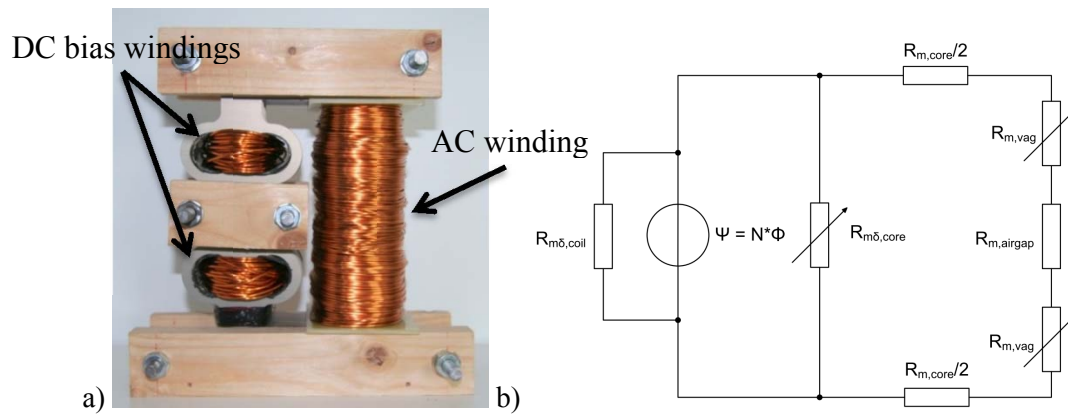 DC bias windings
AC winding
a)
b)
R_m,core/2
R_m,vag
R_mδ,coil
Ψ = N*Φ
R_mδ,core
R_m,airgap
R_m,vag
R_m,core/2